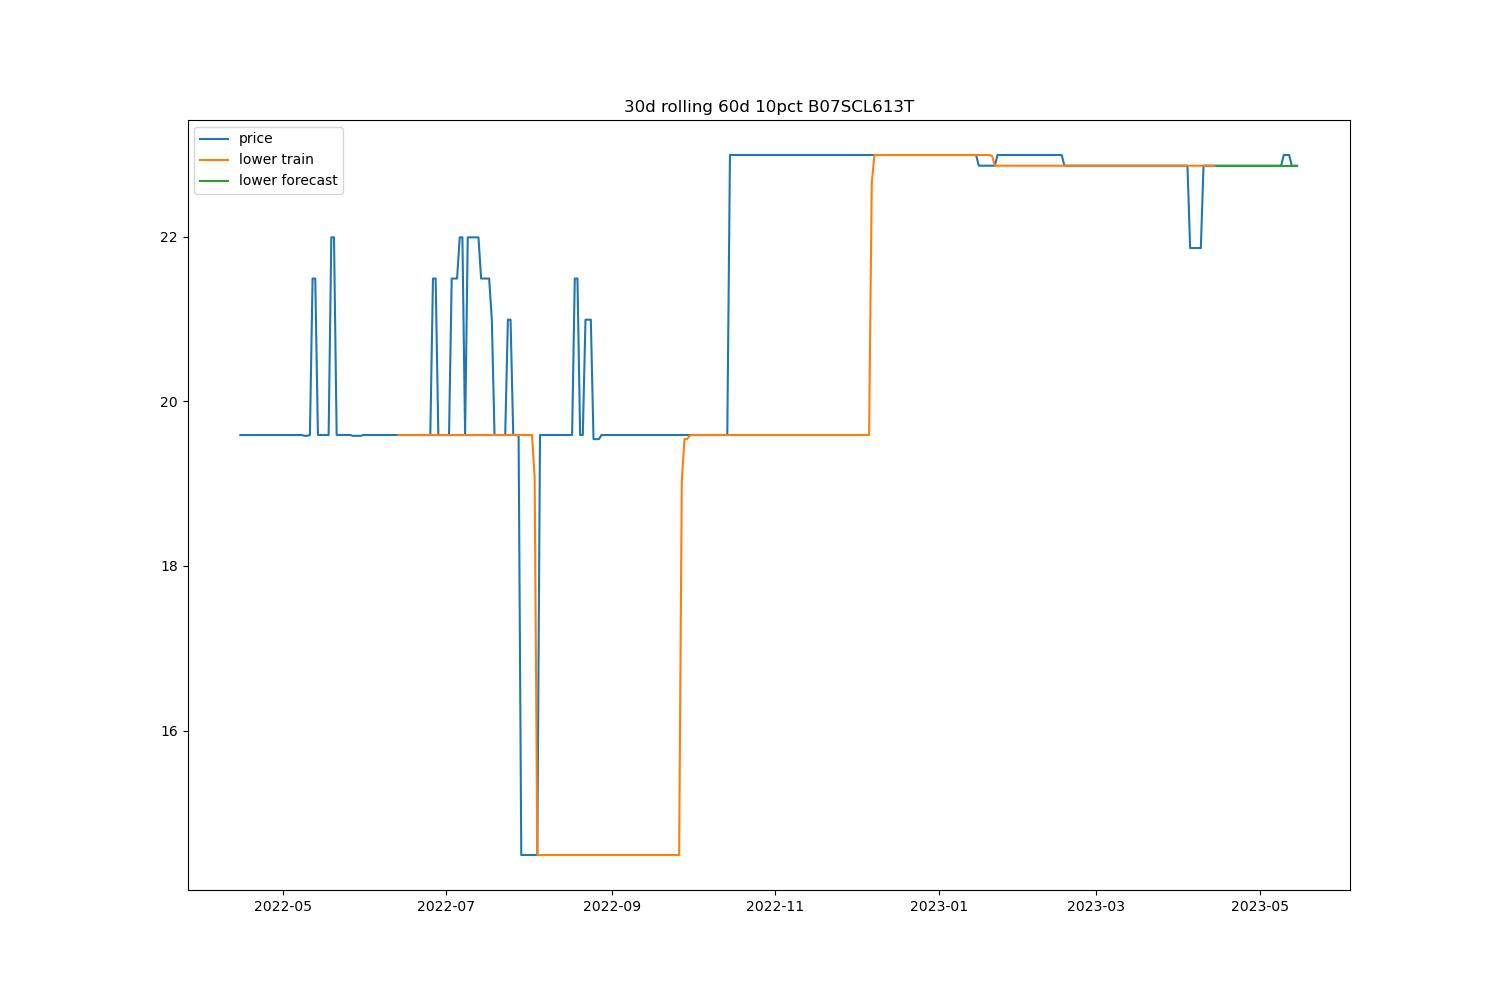 30d rolling 60d 10pct B07SCL613T
price
lower train
lower forecast
22
20
18
16
2022-05 2022-07 2022-09 2022-11 2023-01 2023-03 2023-05